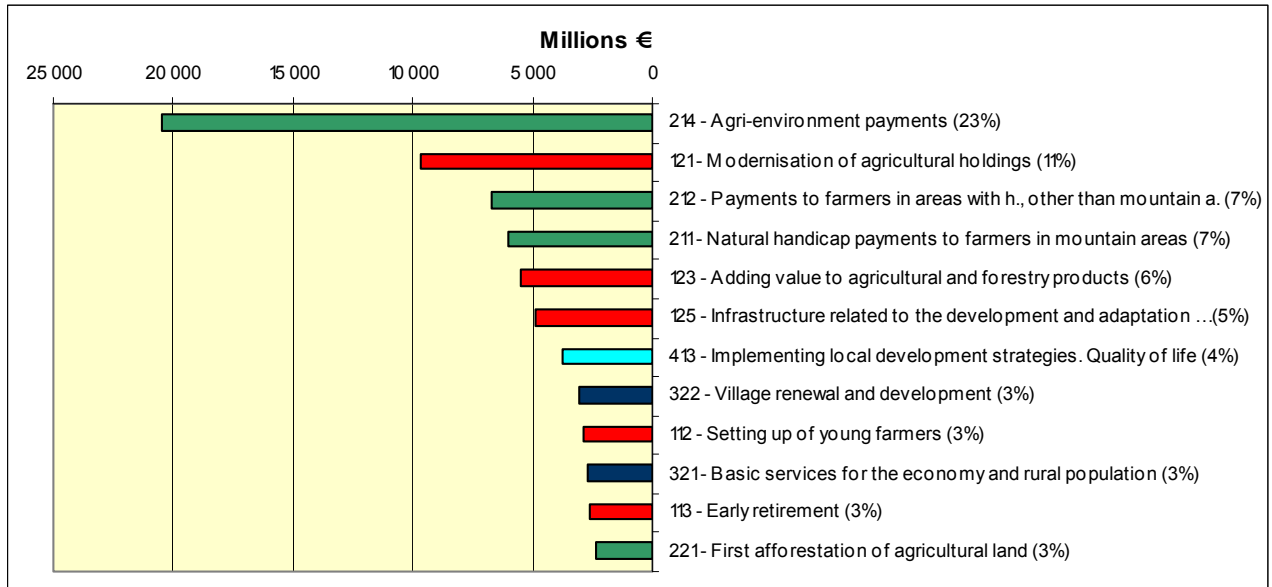 Millions €
25 000 20 000 15 000 10 000 5 000 0
214 - Agri-environment payments (23%)
121 - Modernisation of agricultural holdings (11%)
212 - Payments to farmers in areas with h., other than mountain a. (7%)
211 - Natural handicap payments to farmers in mountain areas (7%)
123 - Adding value to agricultural and forestry products (6%)
125 - Infrastructure related to the development and adaptation ...(5%)
413 - Implementing local development strategies. Quality of life (4%)
322 - Village renewal and development (3%)
112 - Setting up of young farmers (3%)
321 - Basic services for the economy and rural population (3%)
113 - Early retirement (3%)
221 - First afforestation of agricultural land (3%)